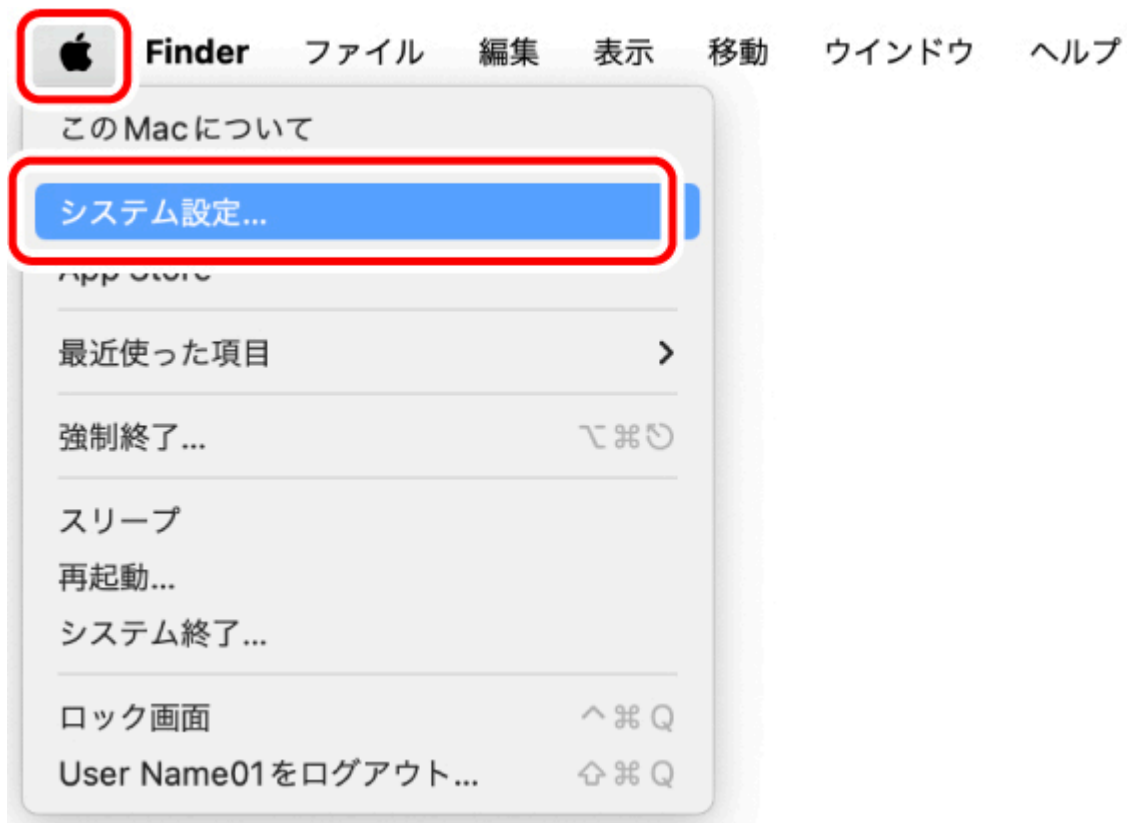 Finder ファイル 編集 表示 移動 ウインドウ ヘルプ
このMacについて
システム設定...
App Store
最近使った項目
強制終了... ⌥⌘⎋
スリープ
再起動...
システム終了...
ロック画面 ^⌘Q
User Name01をログアウト... ⇧⌘Q